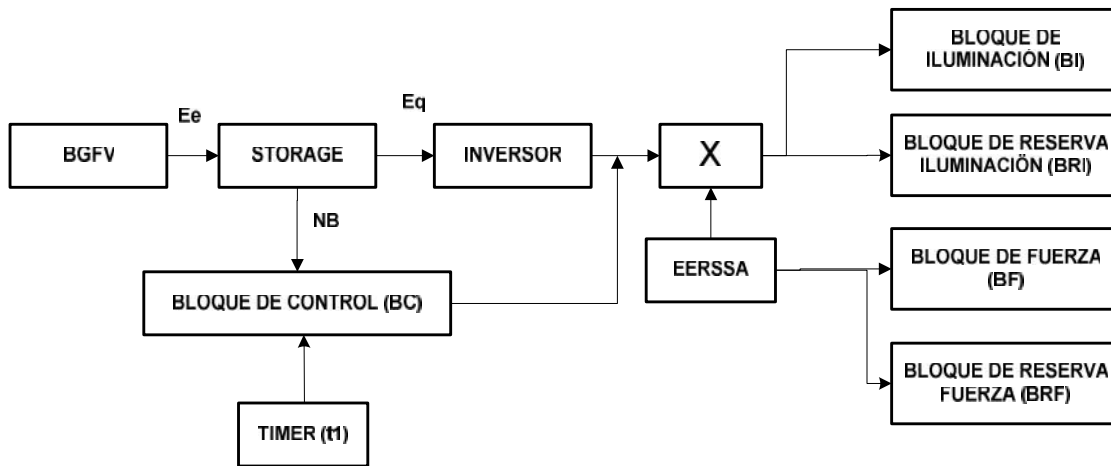 BLOQUE DE
ILUMINACIÓN (BI)
Ee
Eq
BGFV
STORAGE
INVERSOR
X
BLOQUE DE RESERVA
ILUMINACIÖN (BRI)
NB
EERSSA
BLOQUE DE FUERZA
(BF)
BLOQUE DE CONTROL (BC)
BLOQUE DE RESERVA
FUERZA (BRF)
TIMER (t1)